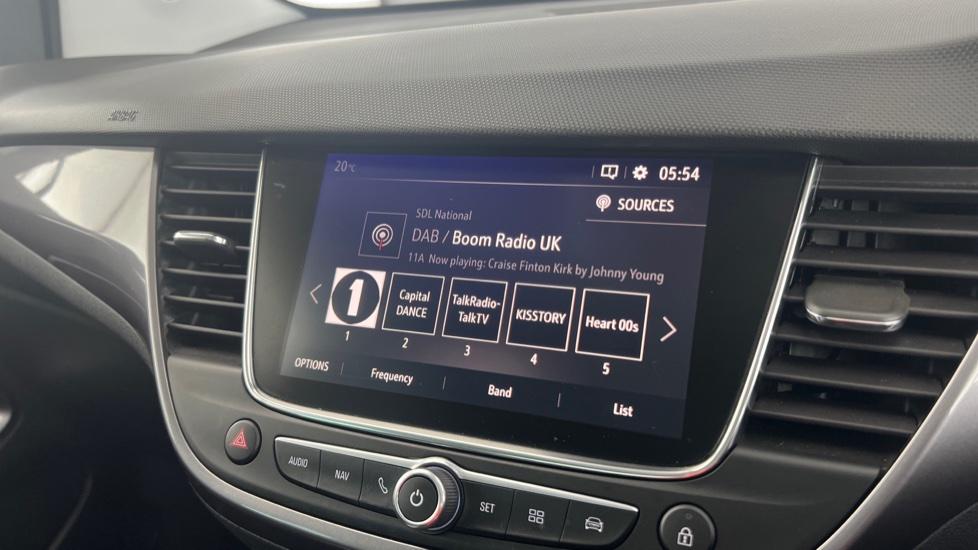 20°C
05:54
SOURCES
SDL National
DAB / Boom Radio UK
11A Now playing: Craise Finton Kirk by Johnny Young
1
Capital DANCE
TalkRadio-TalkTV
KISSTORY
Heart 00s
1
2
3
4
5
OPTIONS
Frequency
Band
List
AUDIO
NAV
SET